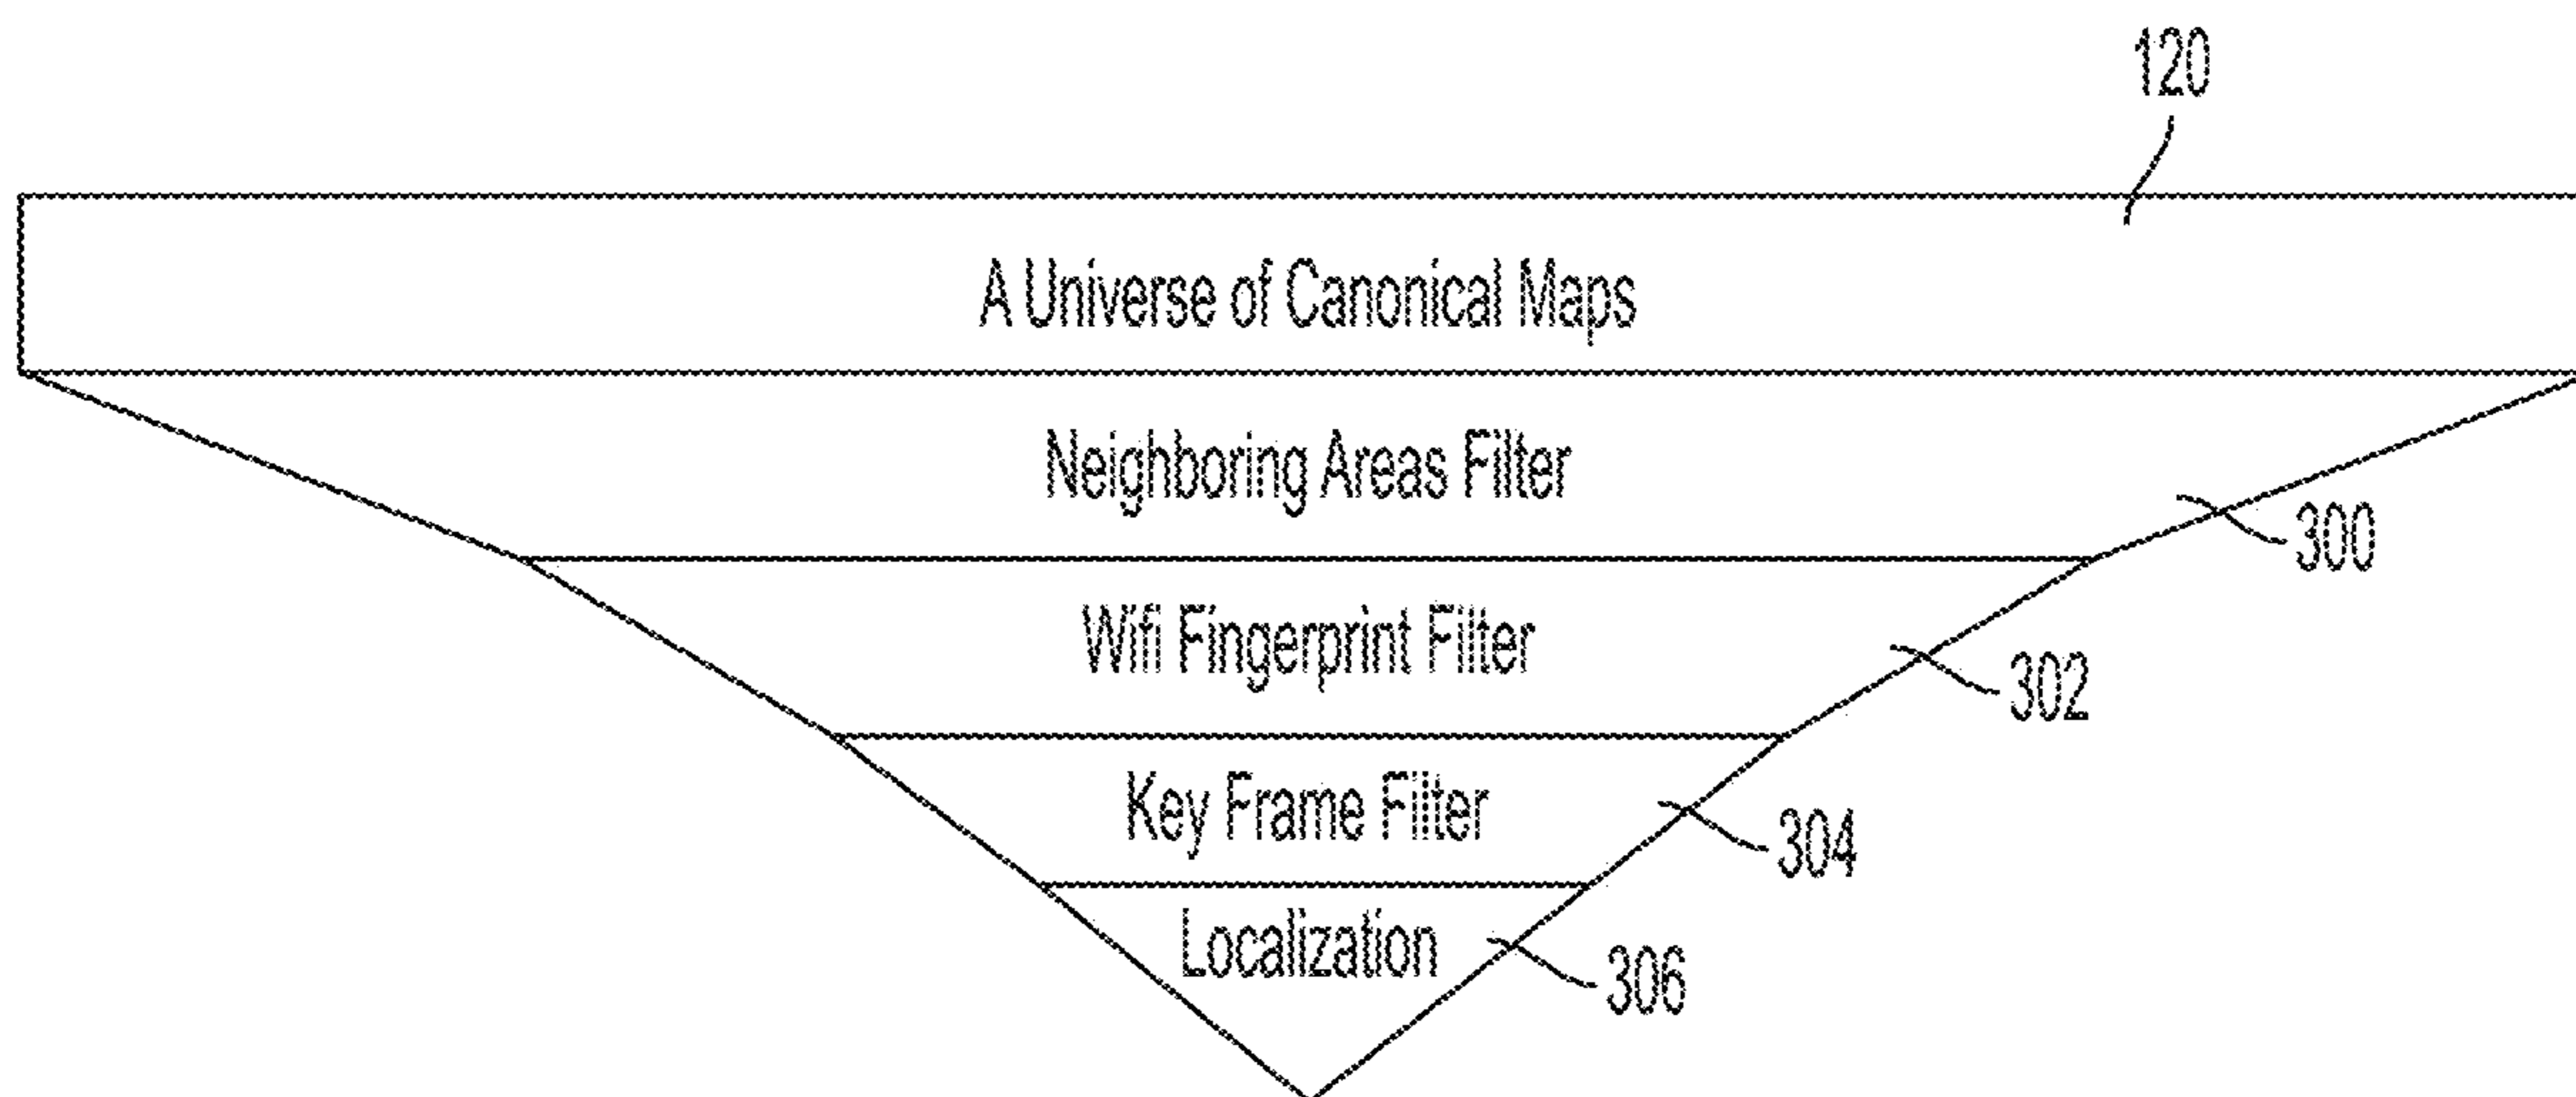 120
A Universe of Canonical Maps
Neighboring Areas Filter
300
Wifi Fingerprint Filter
302
Key Frame Filter
304
Localization
306